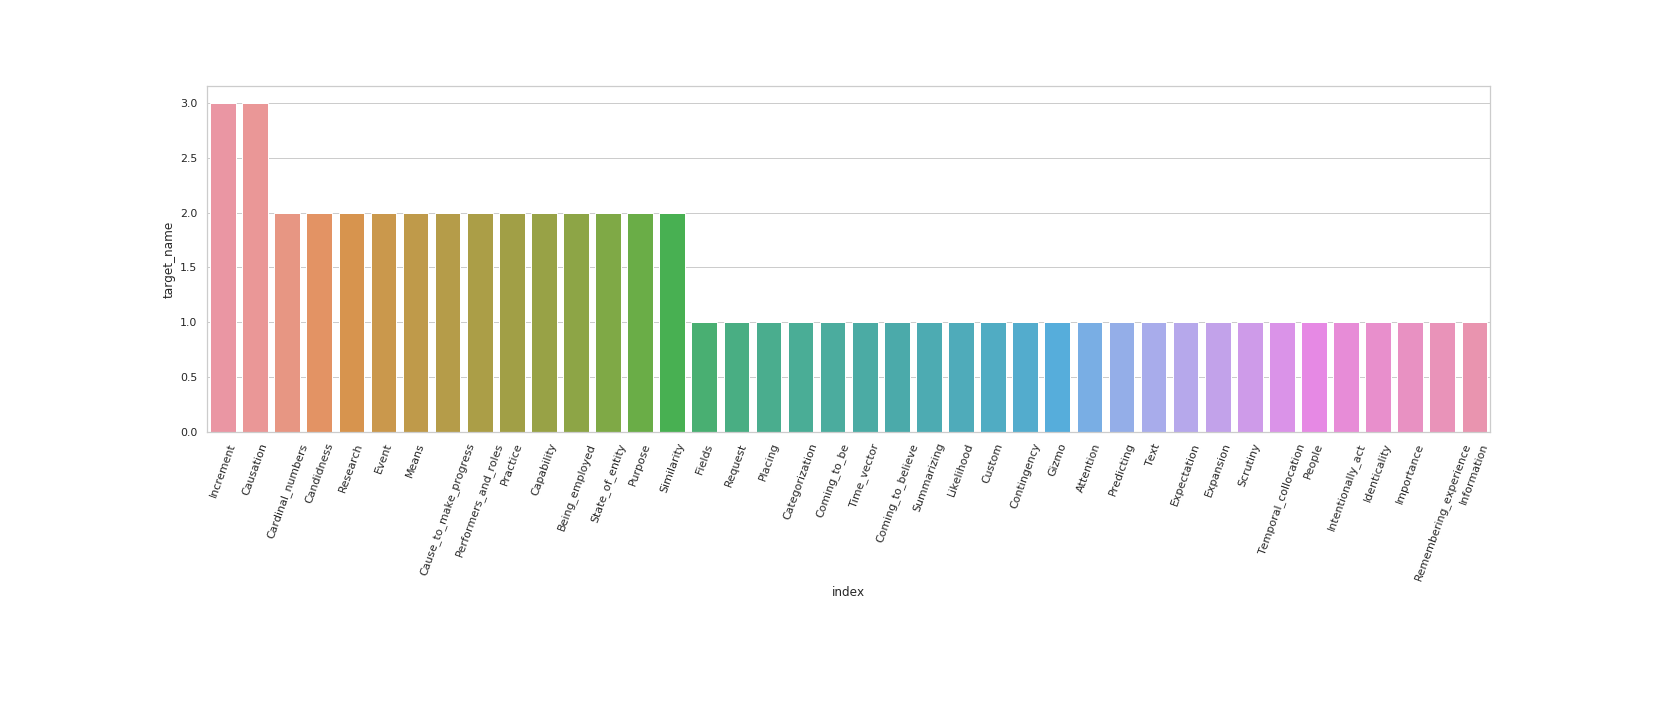 3.0
2.5
2.0
1.5
1.0
0.5
0.0
target_name
Increment
Causation
Cardinal_numbers
Candidness
Research
Event
Means
Cause_to_make_progress
Performers_and_roles
Practice
Capability
Being_employed
State_of_entity
Purpose
Similarity
Fields
Request
Placing
Categorization
Coming_to_be
Time_vector
Coming_to_believe
Summarizing
Likelihood
Custom
Contingency
Gizmo
Attention
Predicting
Text
Expectation
Expansion
Scrutiny
Temporal_collocation
People
Intentionally_act
Identicality
Importance
Remembering_experience
Information
index